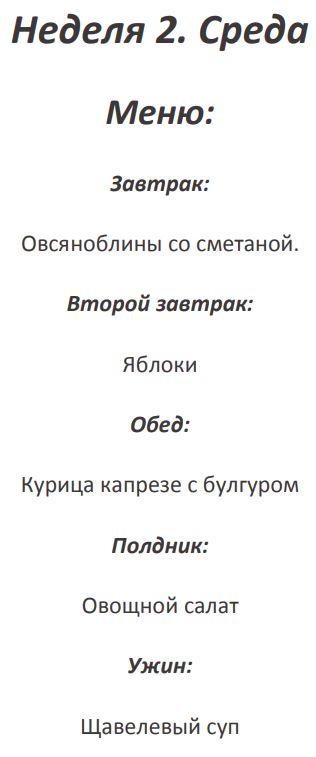 Неделя 2. Среда
Меню:
Завтрак:
Овсяноблины со сметаной.
Второй завтрак:
Яблоки
Обед:
Курица капрезе с булгуром
Полдник:
Овощной салат
Ужин:
Щавелевый суп